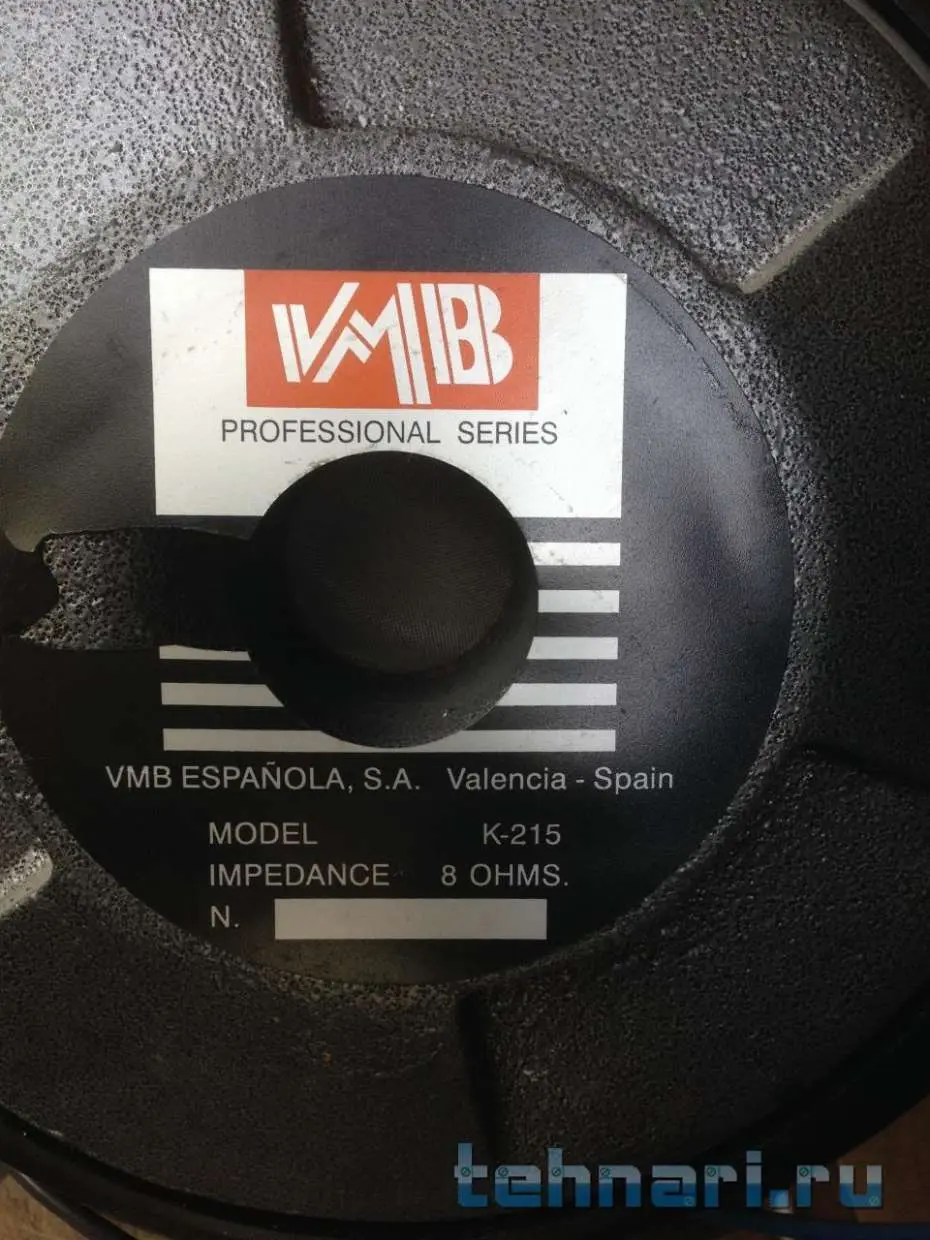 VMB
PROFESSIONAL SERIES
VMB ESPAÑOLA, S.A. Valencia - Spain
MODEL K-215
IMPEDANCE 8 OHMS.
N.
tehnari.ru